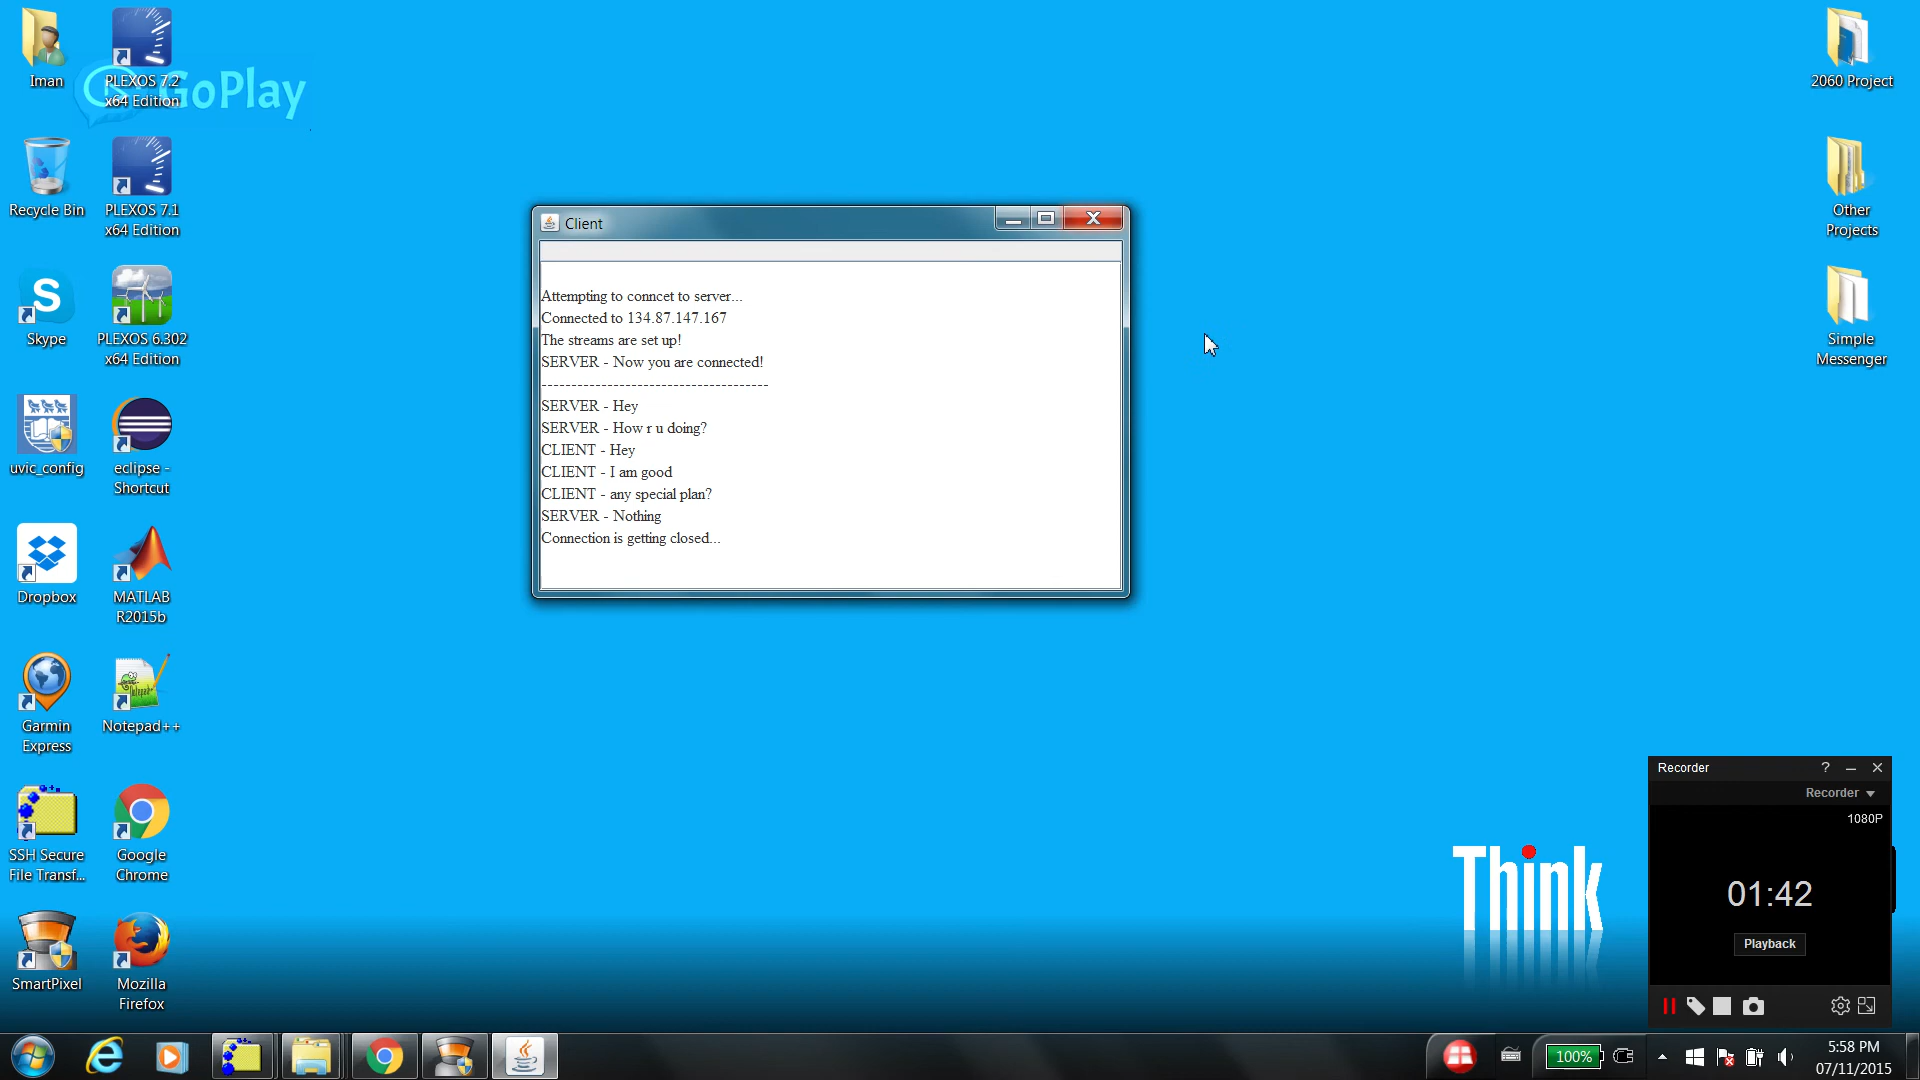 Iman
PLEXOS 7.2
x64 Edition
GoPlay
Recycle Bin
PLEXOS 7.1
x64 Edition
Skype
PLEXOS 6.302
x64 Edition
uvic_config
eclipse -
Shortcut
Dropbox
MATLAB
R2015b
Garmin
Express
Notepad++
SSH Secure
File Transf...
Google
Chrome
SmartPixel
Mozilla
Firefox
Client
Attempting to conncet to server...
Connected to 134.87.147.167
The streams are set up!
SERVER - Now you are connected!
--------------------------------------
SERVER - Hey
SERVER - How r u doing?
CLIENT - Hey
CLIENT - I am good
CLIENT - any special plan?
SERVER - Nothing
Connection is getting closed...
2060 Project
Other
Projects
Simple
Messenger
Think
Recorder
?
Recorder
1080P
01:42
Playback
100%
5:58 PM
07/11/2015